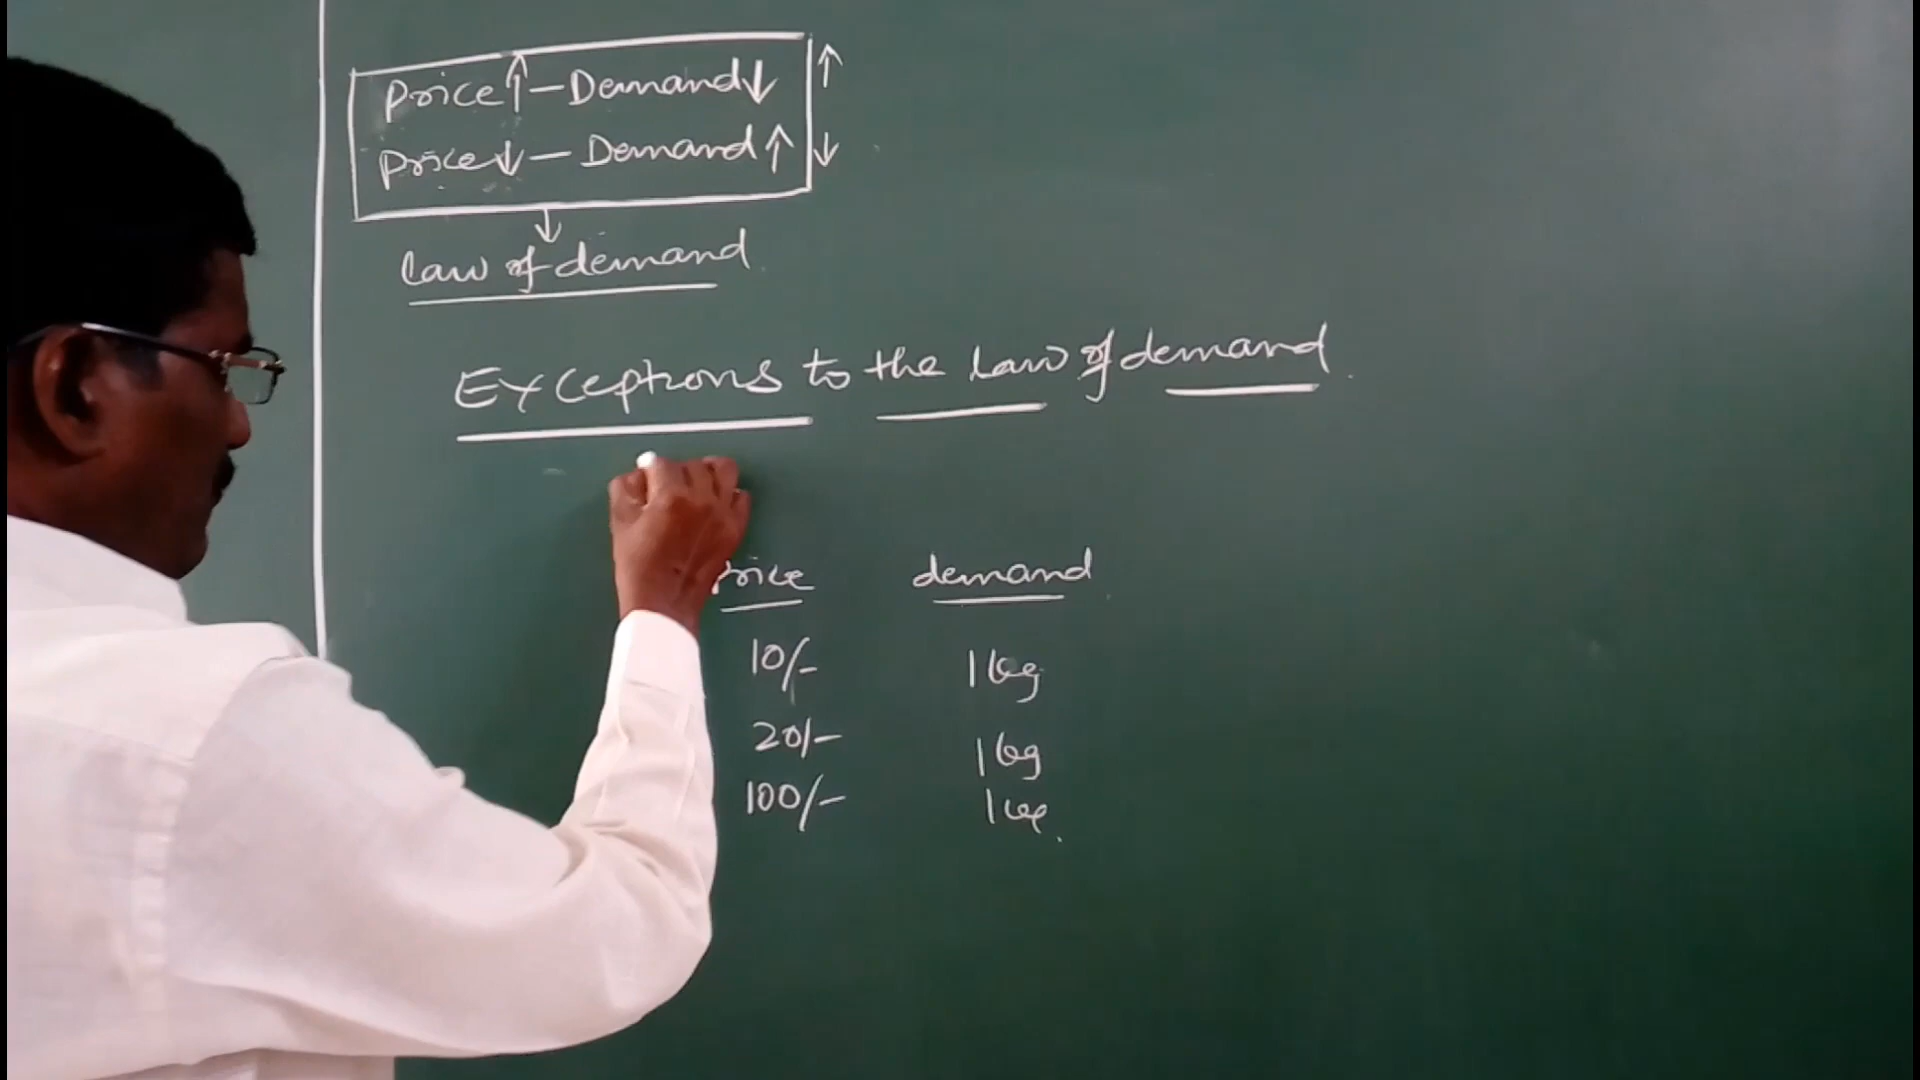 Price↑ – Demand↓ ↑
Price↓ – Demand↑ ↓
↓
Law of demand
Exceptions to the Law of demand.
Price demand
10/- 1 kg
20/- 1 kg
100/- 1 kg.